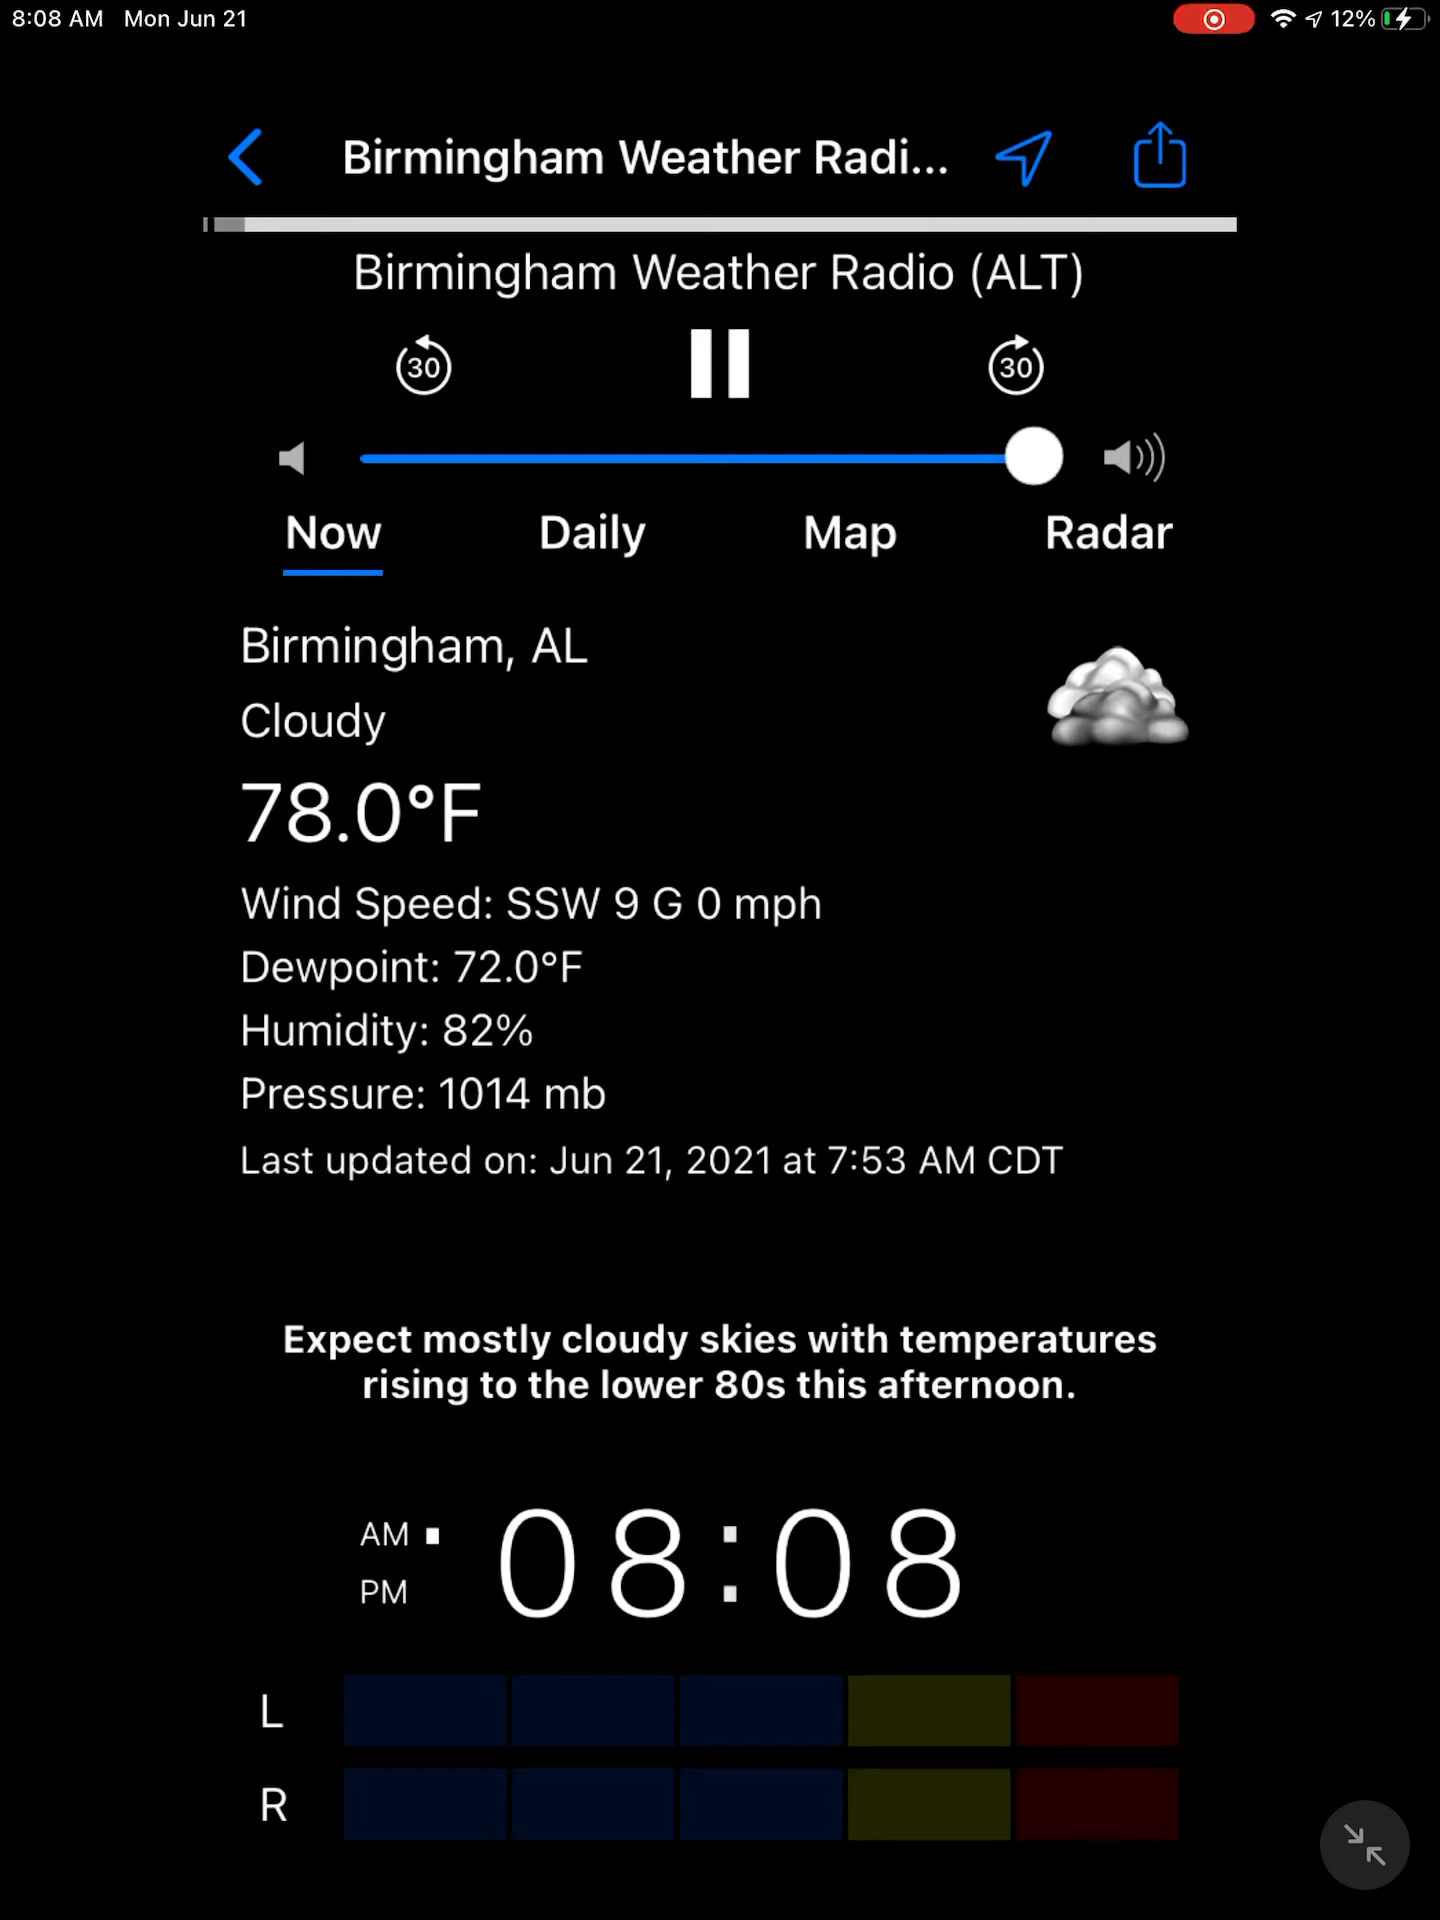 8:08 AM Mon Jun 21
12%
Birmingham Weather Radi...
Birmingham Weather Radio (ALT)
30
30
Now Daily Map Radar
Birmingham, AL
Cloudy
78.0°F
Wind Speed: SSW 9 G 0 mph
Dewpoint: 72.0°F
Humidity: 82%
Pressure: 1014 mb
Last updated on: Jun 21, 2021 at 7:53 AM CDT
Expect mostly cloudy skies with temperatures
rising to the lower 80s this afternoon.
AM 08:08
PM
L
R